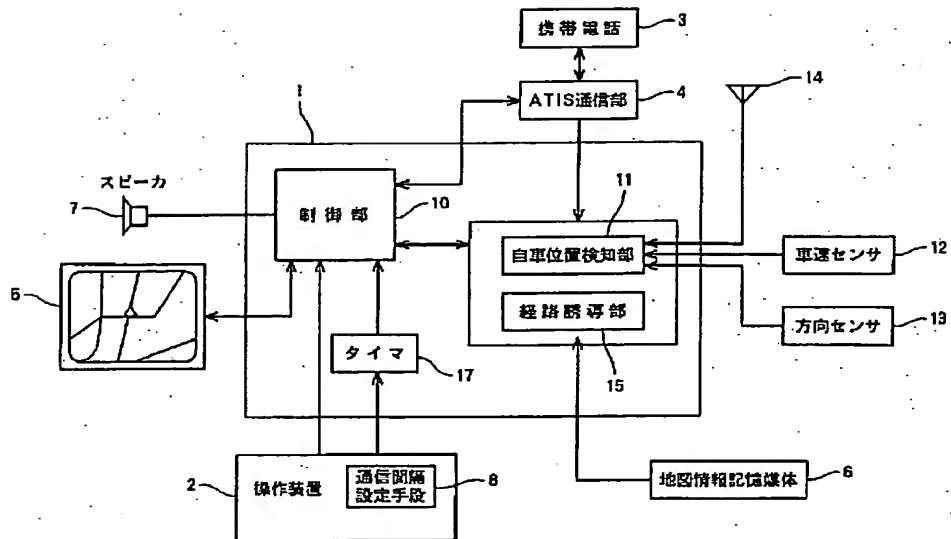 携帯電話
3
14
1
ATIS通信部
4
スピーカ
7
制御部
10
11
自車位置検知部
車速センサ
12
5
経路誘導部
15
方向センサ
13
タイマ
17
2
操作装置
通信間隔
設定手段
8
地図情報記憶媒体
6